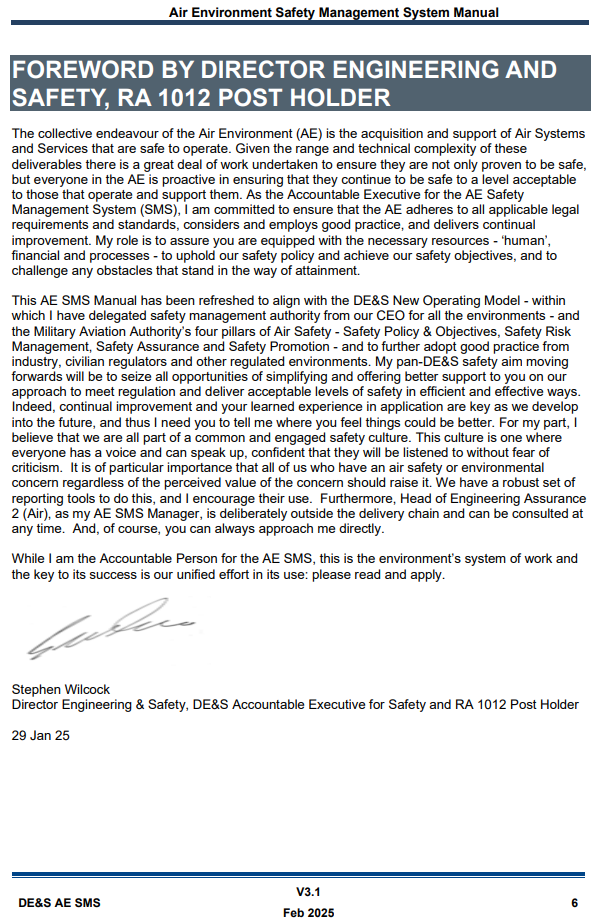 Air Environment Safety Management System Manual
FOREWORD BY DIRECTOR ENGINEERING AND
SAFETY, RA 1012 POST HOLDER
The collective endeavour of the Air Environment (AE) is the acquisition and support of Air Systems
and Services that are safe to operate. Given the range and technical complexity of these
deliverables there is a great deal of work undertaken to ensure they are not only proven to be safe,
but everyone in the AE is proactive in ensuring that they continue to be safe to a level acceptable
to those that operate and support them. As the Accountable Executive for the AE Safety
Management System (SMS), I am committed to ensure that the AE adheres to all applicable legal
requirements and standards, considers and employs good practice, and delivers continual
improvement. My role is to assure you are equipped with the necessary resources - ‘human’,
financial and processes - to uphold our safety policy and achieve our safety objectives, and to
challenge any obstacles that stand in the way of attainment.
This AE SMS Manual has been refreshed to align with the DE&S New Operating Model - within
which I have delegated safety management authority from our CEO for all the environments - and
the Military Aviation Authority’s four pillars of Air Safety - Safety Policy & Objectives, Safety Risk
Management, Safety Assurance and Safety Promotion - and to further adopt good practice from
industry, civilian regulators and other regulated environments. My pan-DE&S safety aim moving
forwards will be to seize all opportunities of simplifying and offering better support to you on our
approach to meet regulation and deliver acceptable levels of safety in efficient and effective ways.
Indeed, continual improvement and your learned experience in application are key as we develop
into the future, and thus I need you to tell me where you feel things could be better. For my part, I
believe that we are all part of a common and engaged safety culture. This culture is one where
everyone has a voice and can speak up, confident that they will be listened to without fear of
criticism.  It is of particular importance that all of us who have an air safety or environmental
concern regardless of the perceived value of the concern should raise it. We have a robust set of
reporting tools to do this, and I encourage their use.  Furthermore, Head of Engineering Assurance
2 (Air), as my AE SMS Manager, is deliberately outside the delivery chain and can be consulted at
any time.  And, of course, you can always approach me directly.
While I am the Accountable Person for the AE SMS, this is the environment’s system of work and
the key to its success is our unified effort in its use: please read and apply.
Stephen Wilcock
Director Engineering & Safety, DE&S Accountable Executive for Safety and RA 1012 Post Holder
29 Jan 25
V3.1
DE&S AE SMS
6
Feb 2025